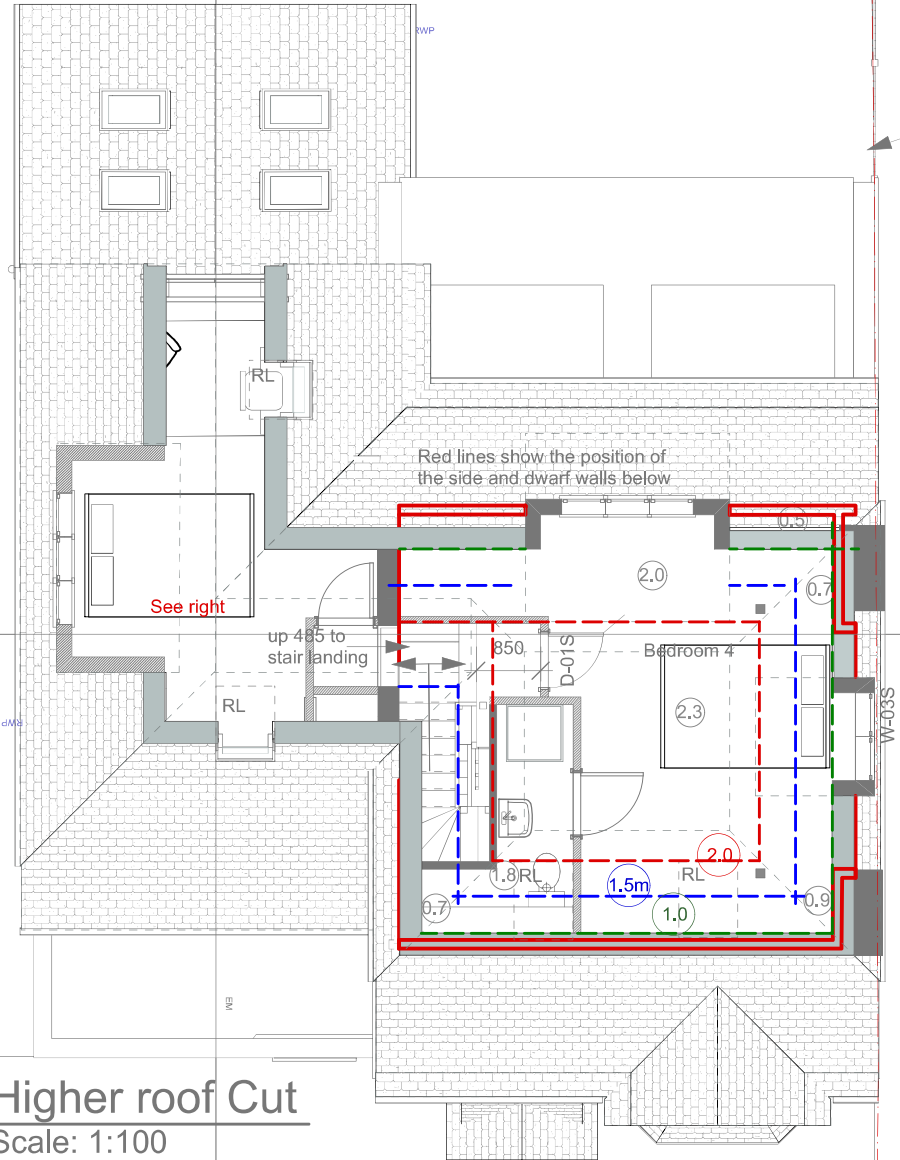 RWP
RL
Red lines show the position of
the side and dwarf walls below
0.5
2.0
0.7
See right
up 485 to
stair landing
850
D-01S
Bedroom 4
RL
2.3
W-03S
RWP
2.0
1.8
RL
1.5m
RL
0.7
1.0
0.9
EM
Higher roof Cut
Scale: 1:100